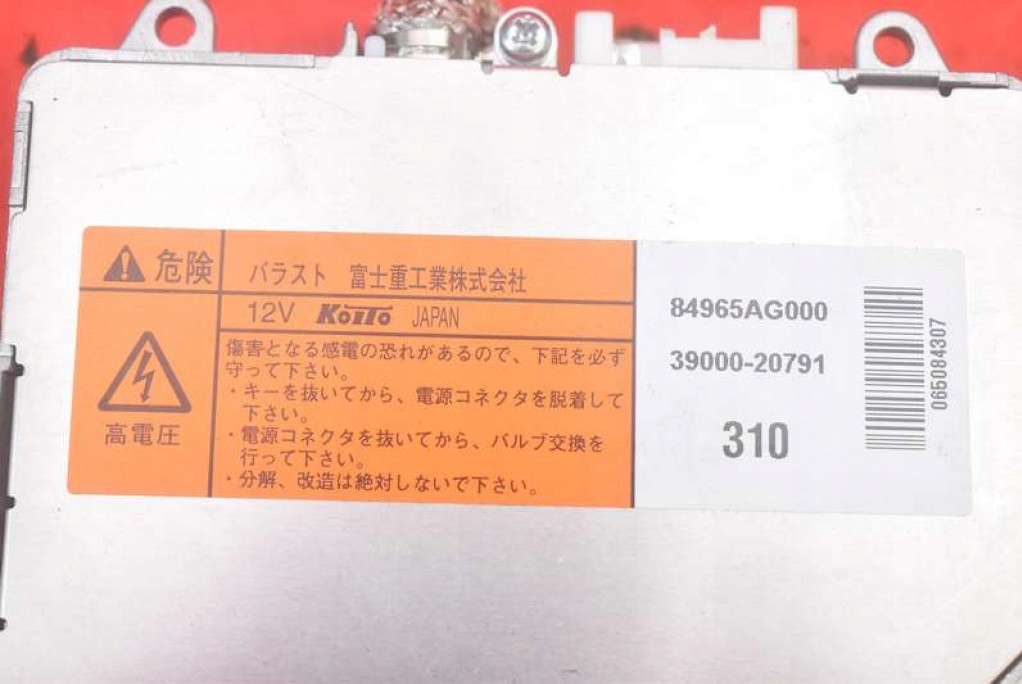 危険
高電圧
バラスト 富士重工業株式会社
12V KOITO JAPAN
傷害となる感電の恐れがあるので、下記を必ず
守って下さい。
・キーを抜いてから、電源コネクタを脱着して
下さい。
・電源コネクタを抜いてから、バルブ交換を
行って下さい。
・分解、改造は絶対しないで下さい。
84965AG000
39000-20791
310
065084307